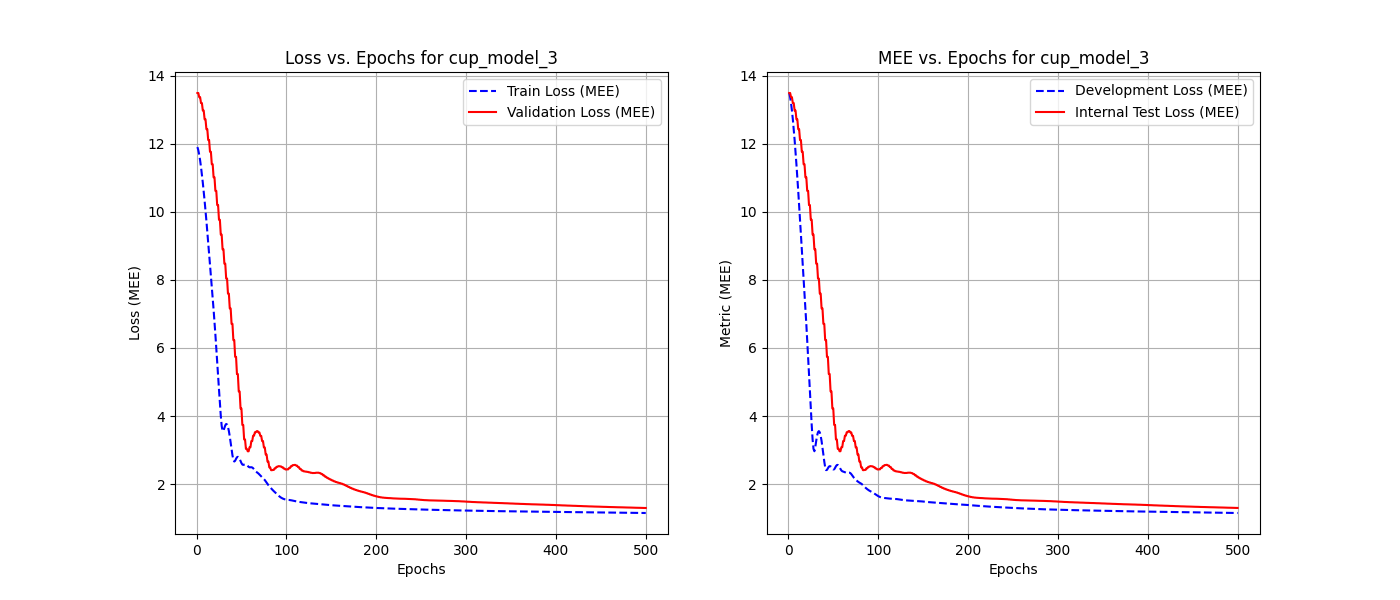 Loss vs. Epochs for cup_model_3
14
12
10
8
6
4
2
Loss (MEE)
Train Loss (MEE)
Validation Loss (MEE)
0
100
200
300
400
500
Epochs
MEE vs. Epochs for cup_model_3
14
12
10
8
6
4
2
Metric (MEE)
Development Loss (MEE)
Internal Test Loss (MEE)
0
100
200
300
400
500
Epochs